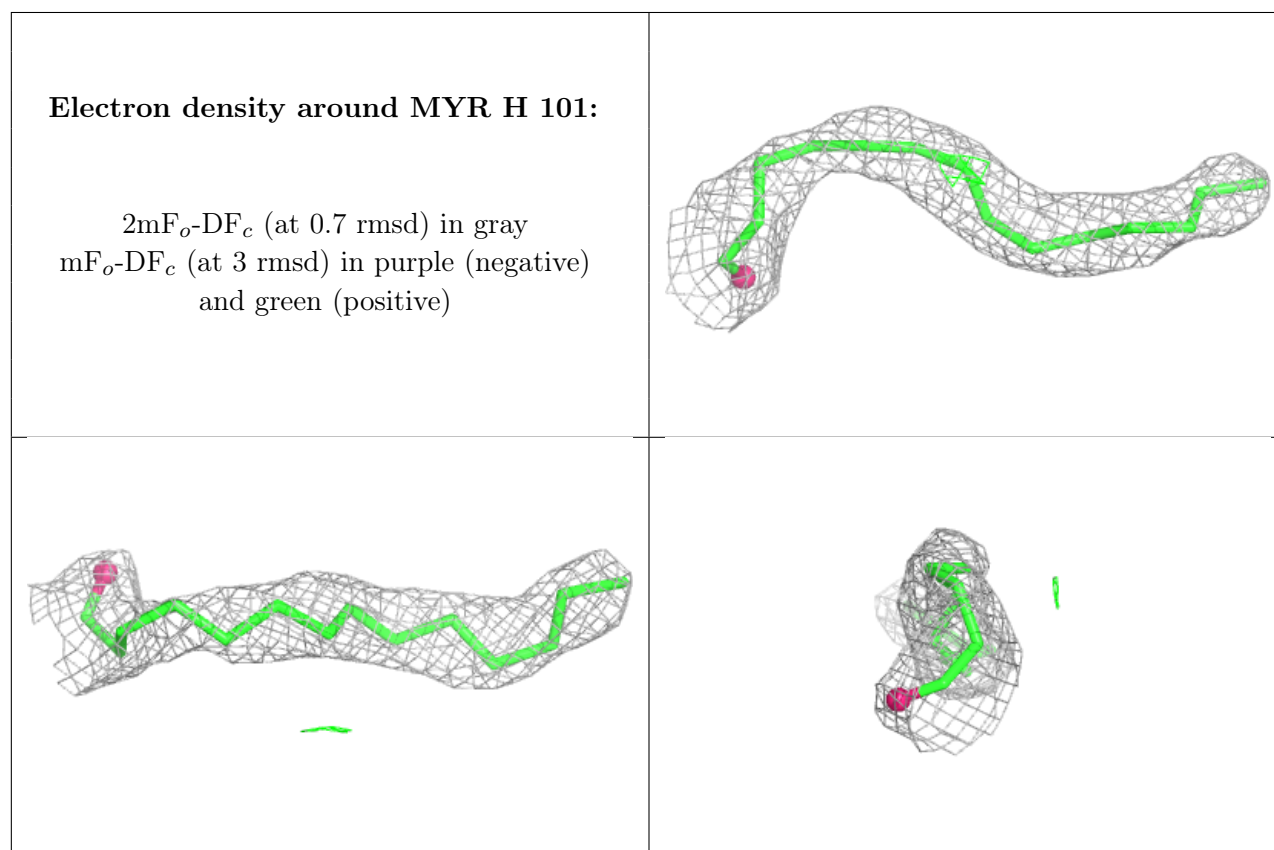 Electron density around MYR H 101:
2mFo-DFc (at 0.7 rmsd) in gray
mFo-DFc (at 3 rmsd) in purple (negative)
and green (positive)